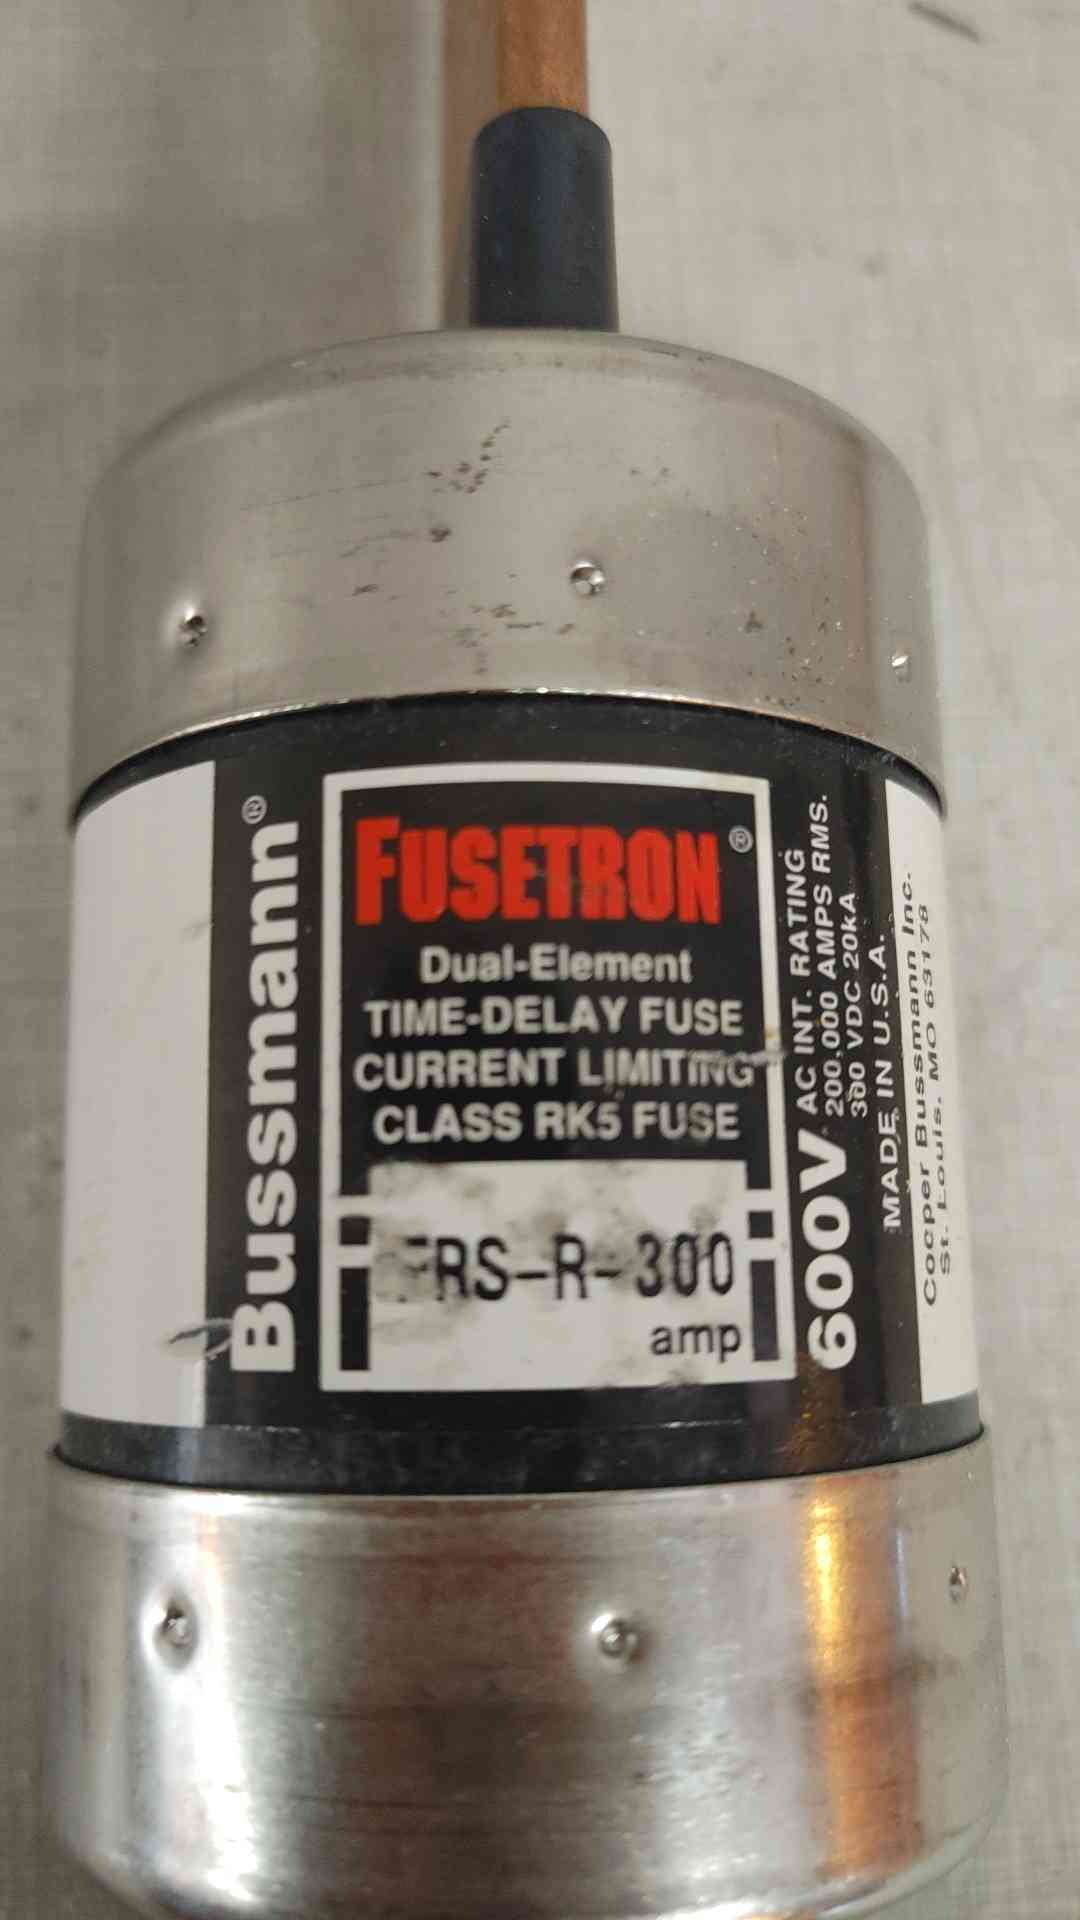 Bussmann®
FUSETRON®
Dual-Element
TIME-DELAY FUSE
CURRENT LIMITING
CLASS RK5 FUSE
FRS-R-300
amp
600V AC INT. RATING
200,000 AMPS RMS.
300 VDC 20kA
MADE IN U.S.A.
Cooper Bussmann Inc.
St. Louis, MO 63178